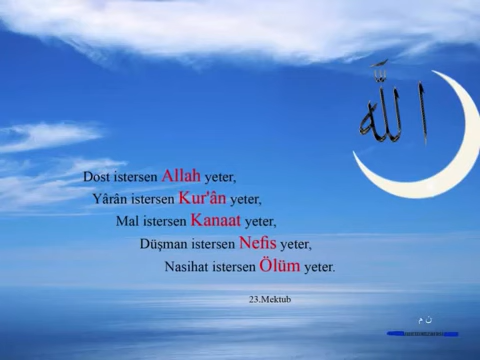 الله
Dost istersen Allah yeter,
Yârân istersen Kur'ân yeter,
Mal istersen Kanaat yeter,
Düşman istersen Nefis yeter,
Nasihat istersen Ölüm yeter.
23.Mektub
ن م